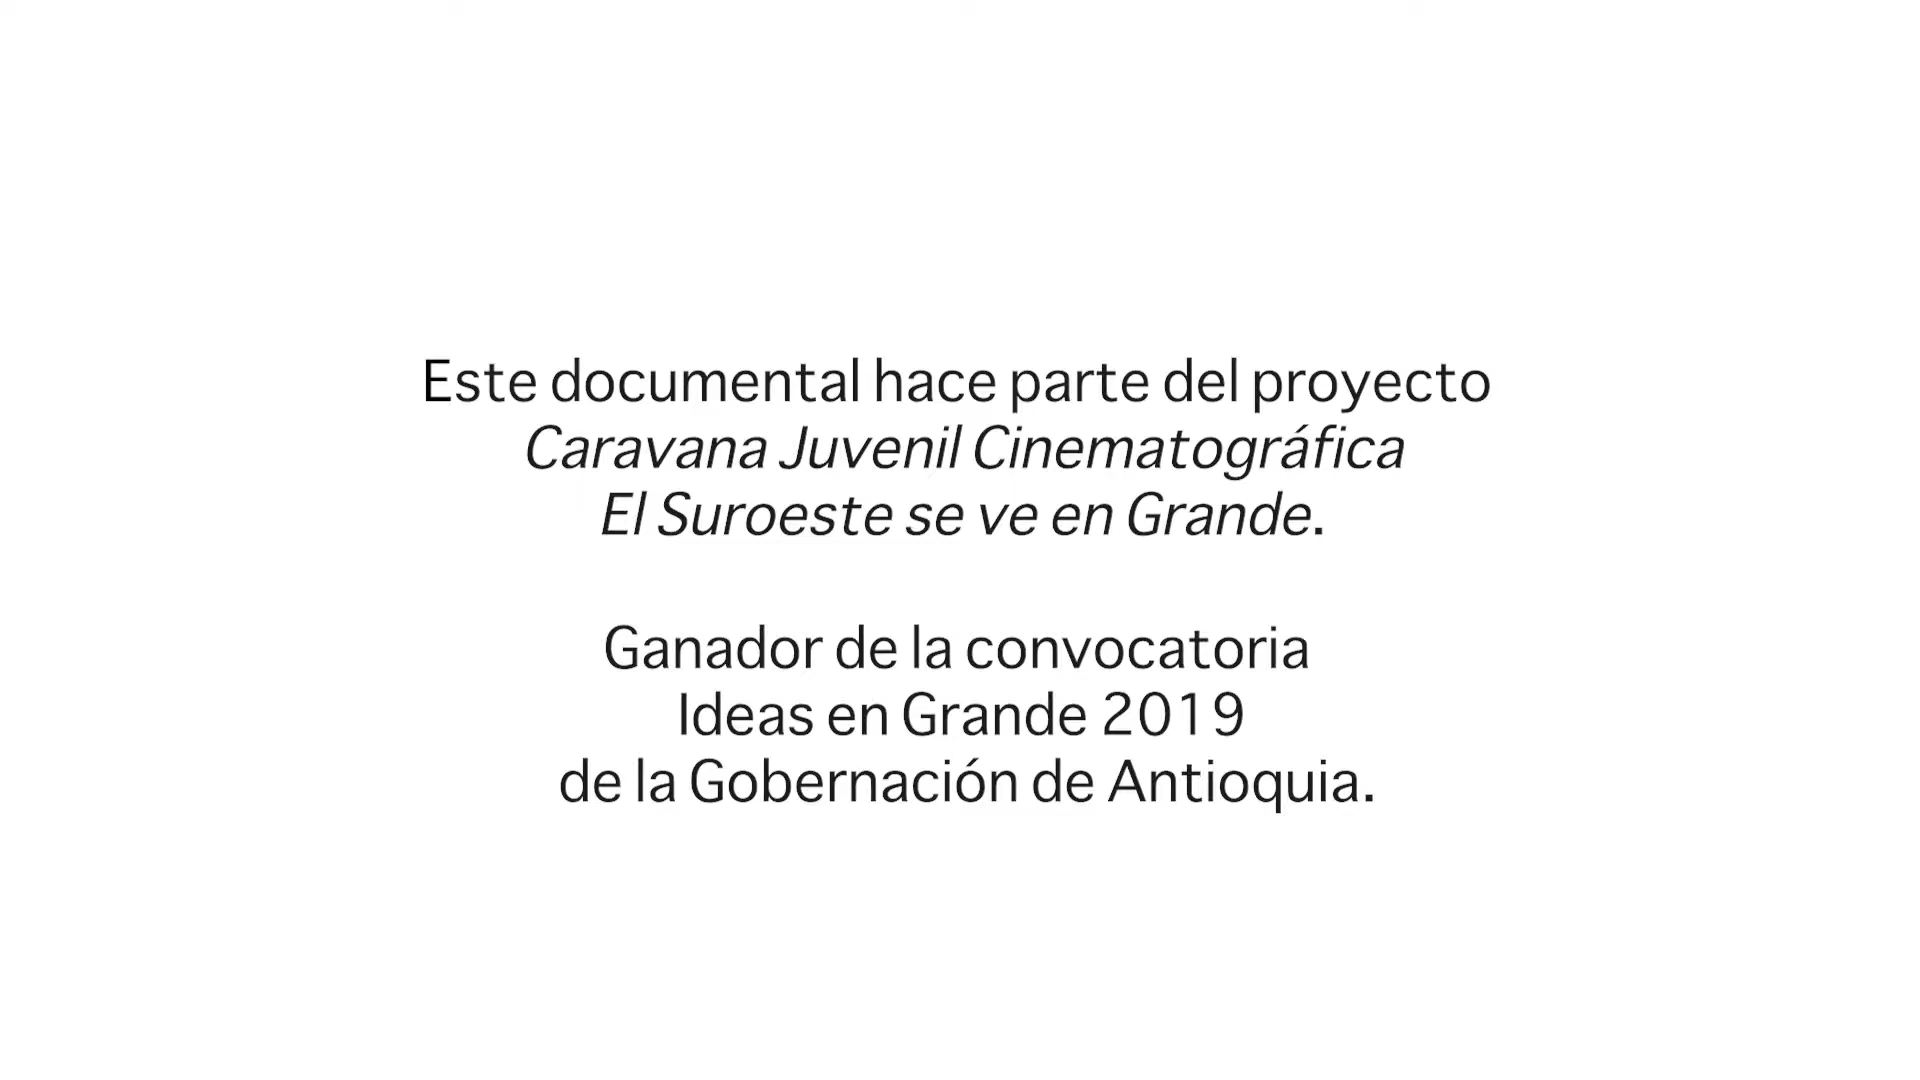 Este documental hace parte del proyecto
Caravana Juvenil Cinematográfica
El Suroeste se ve en Grande.
Ganador de la convocatoria
Ideas en Grande 2019
de la Gobernación de Antioquia.